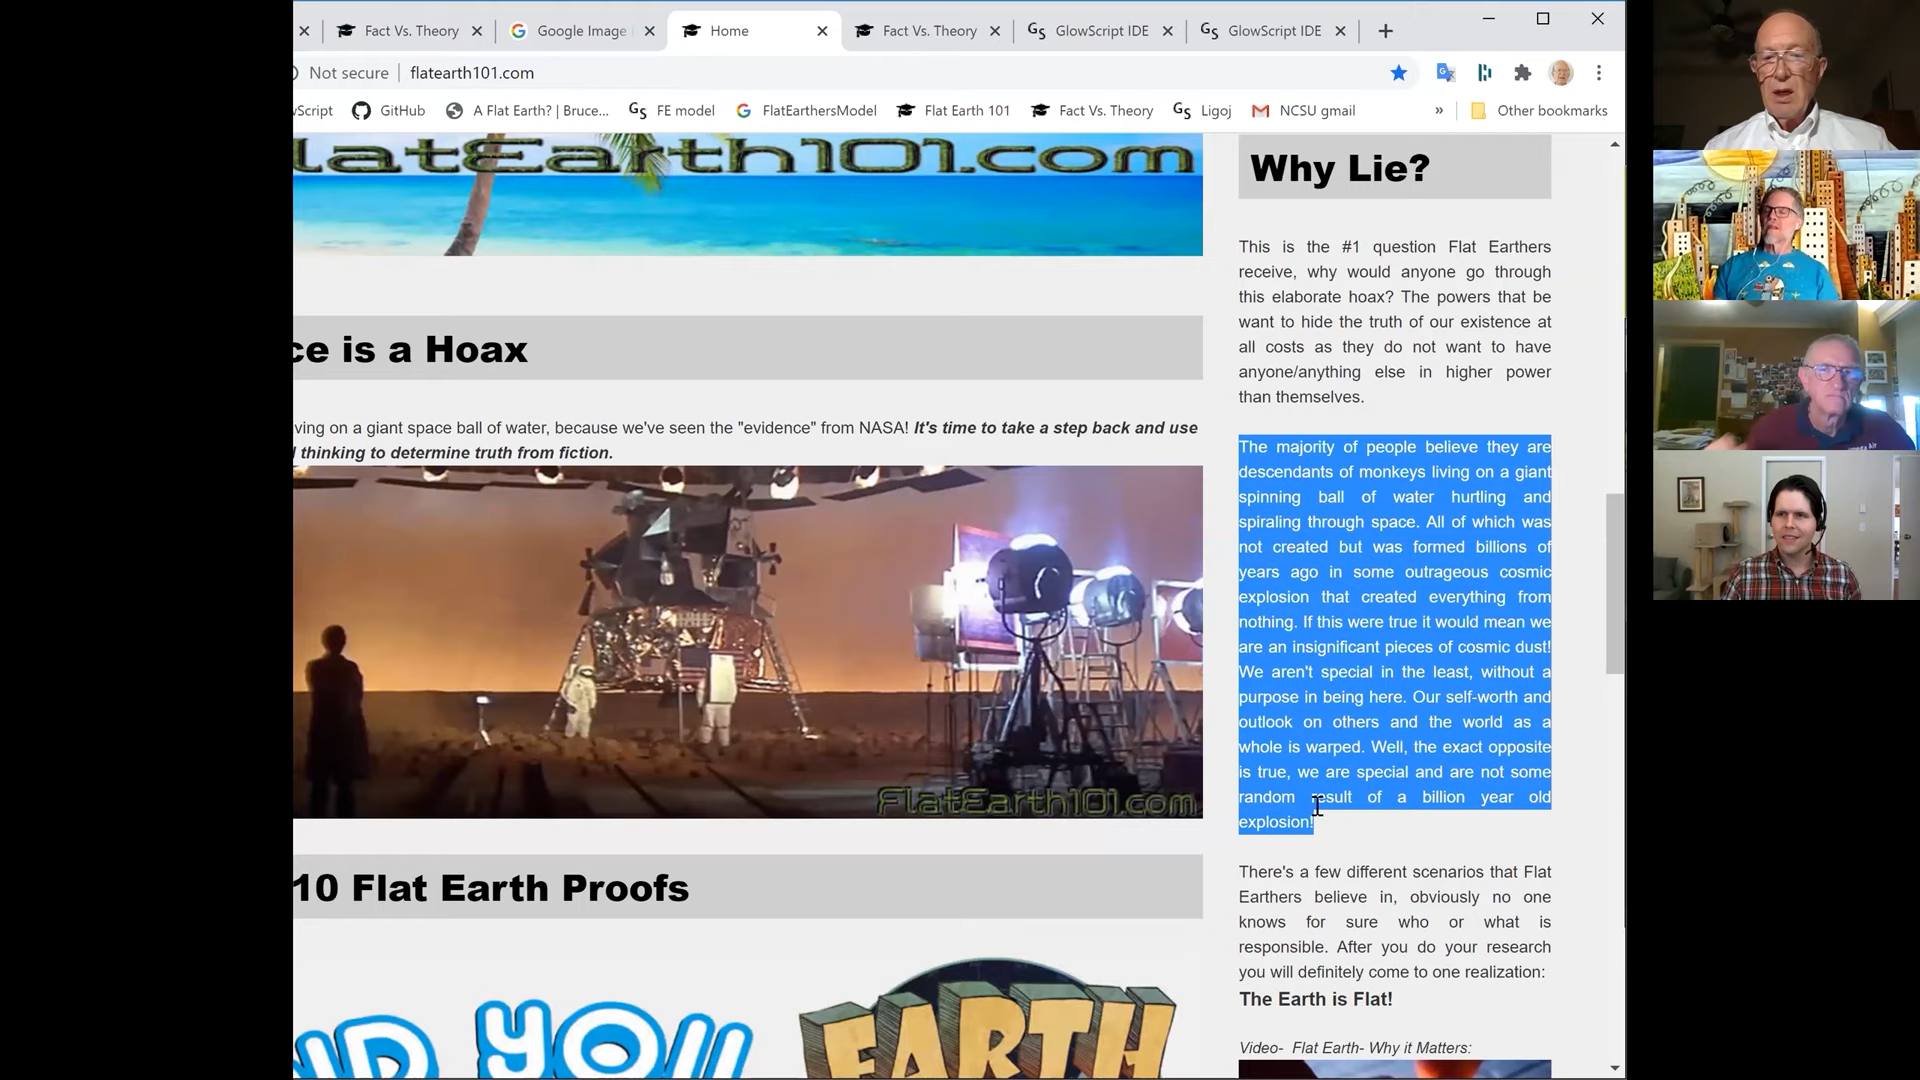 Fact Vs. Theory
Google Image
Home
Fact Vs. Theory
GlowScript IDE
GlowScript IDE
Not secure
flatearth101.com
wScript
GitHub
A Flat Earth? | Bruce...
FE model
FlatEarthersModel
Flat Earth 101
Fact Vs. Theory
Ligoj
NCSU gmail
»
Other bookmarks
latEarth101.com
ce is a Hoax
ving on a giant space ball of water, because we've seen the "evidence" from NASA! It's time to take a step back and use
l thinking to determine truth from fiction.
FlatEarth101.com
10 Flat Earth Proofs
ND YOU
EARTH
Why Lie?
This is the #1 question Flat Earthers
receive, why would anyone go through
this elaborate hoax? The powers that be
want to hide the truth of our existence at
all costs as they do not want to have
anyone/anything else in higher power
than themselves.
The majority of people believe they are
descendants of monkeys living on a giant
spinning ball of water hurtling and
spiraling through space. All of which was
not created but was formed billions of
years ago in some outrageous cosmic
explosion that created everything from
nothing. If this were true it would mean we
are an insignificant pieces of cosmic dust!
We aren't special in the least, without a
purpose in being here. Our self-worth and
outlook on others and the world as a
whole is warped. Well, the exact opposite
is true, we are special and are not some
random result of a billion year old
explosion!
There's a few different scenarios that Flat
Earthers believe in, obviously no one
knows for sure who or what is
responsible. After you do your research
you will definitely come to one realization:
The Earth is Flat!
Video- Flat Earth- Why it Matters: